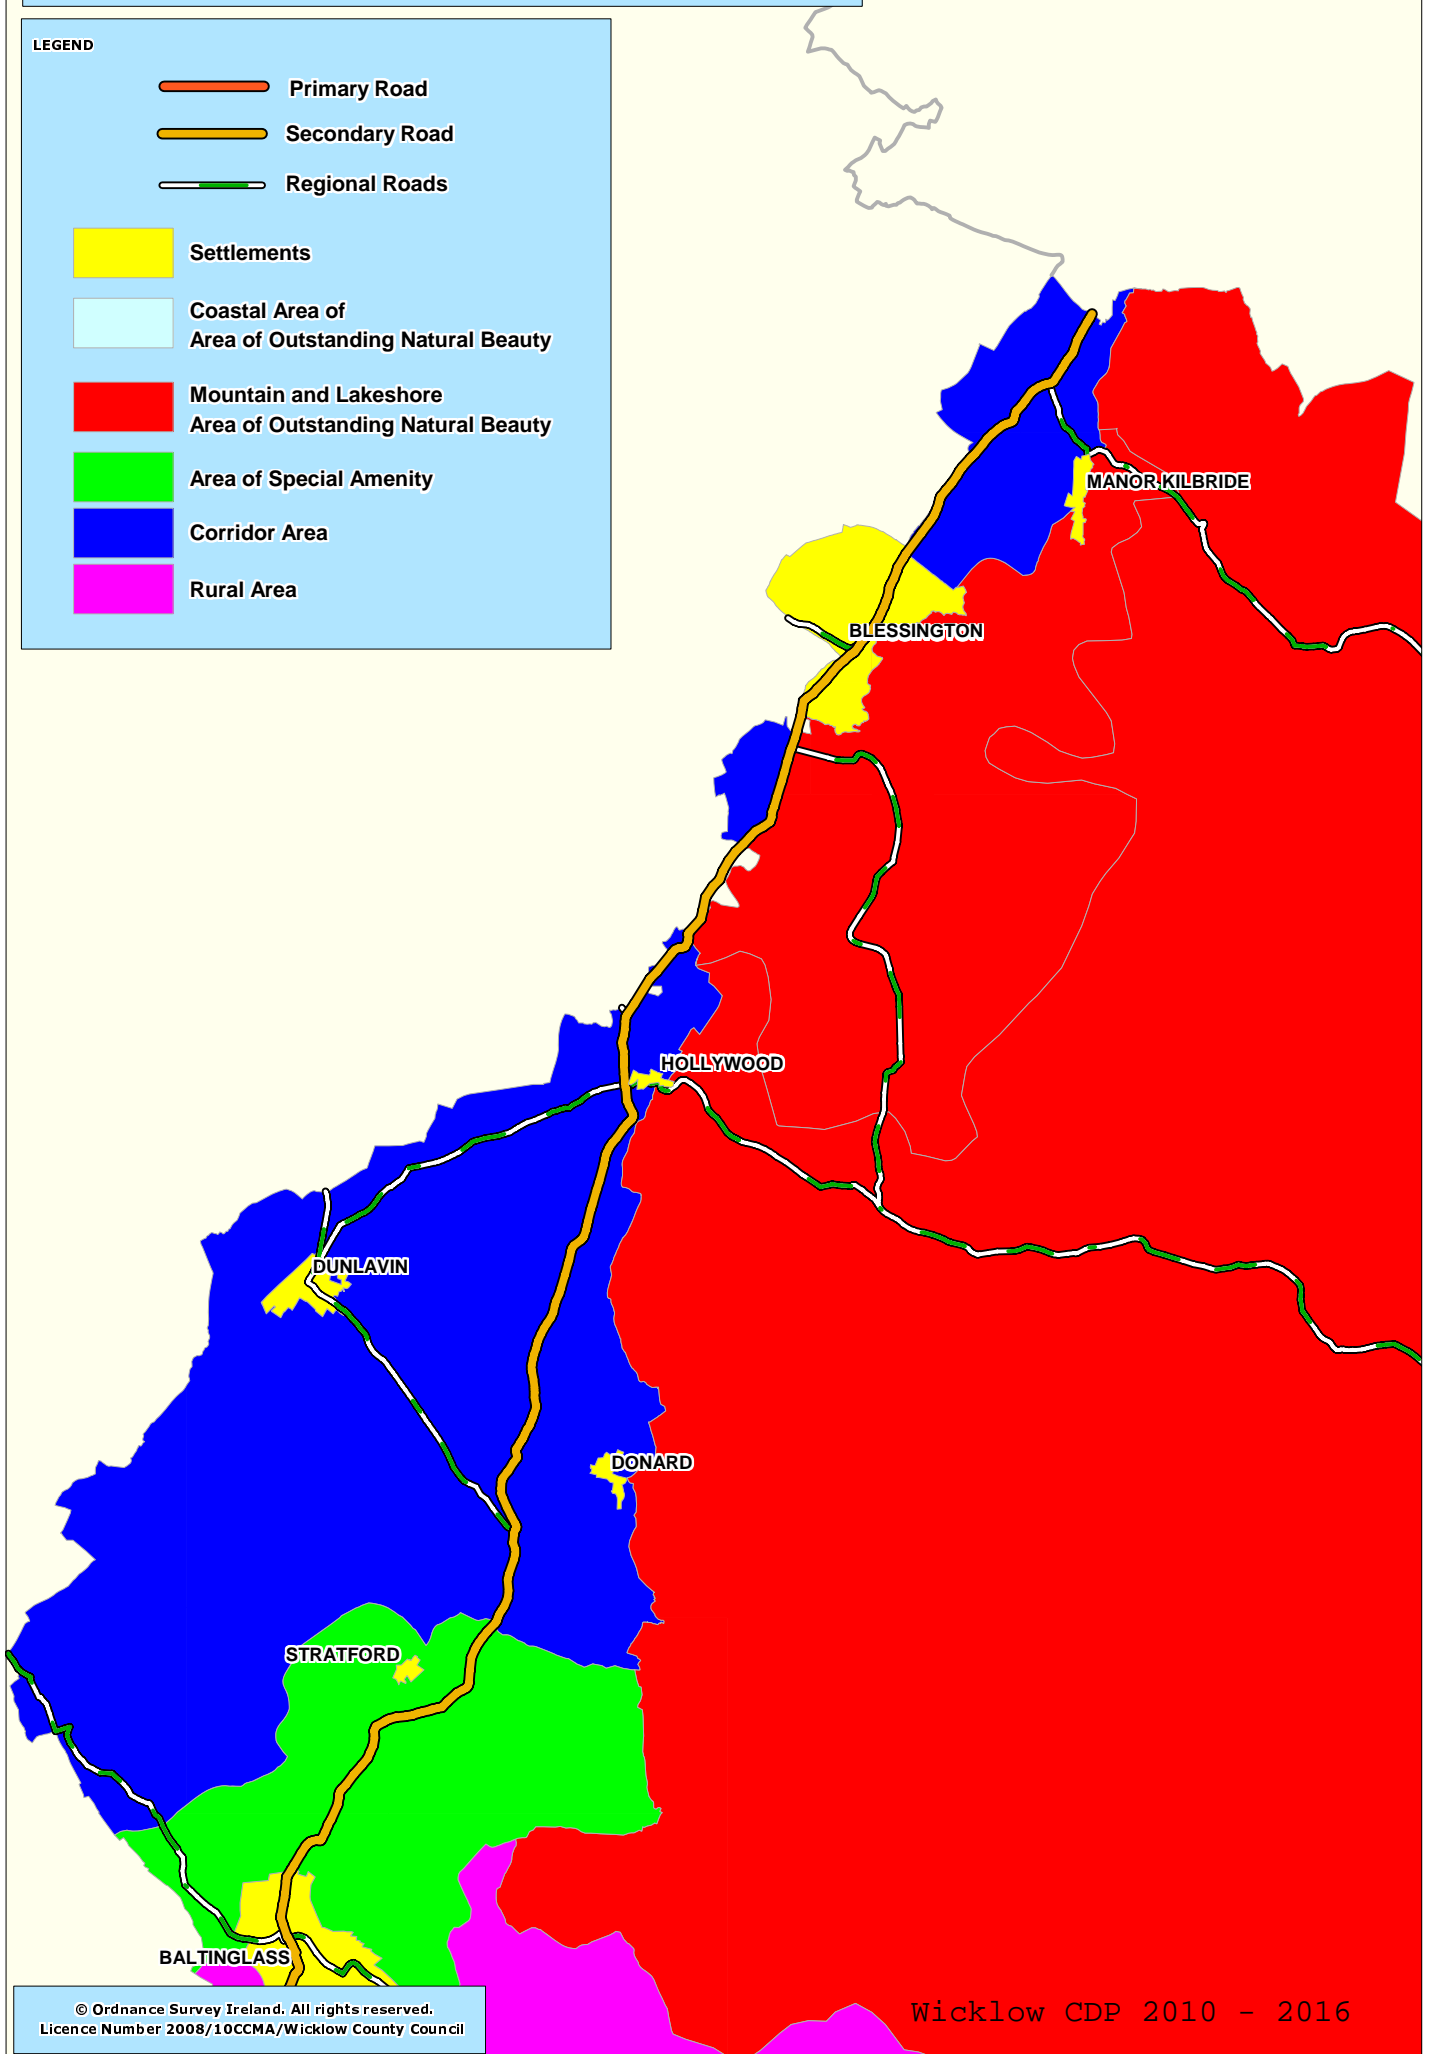 LEGEND
Primary Road
Secondary Road
Regional Roads
Settlements
Coastal Area of
Area of Outstanding Natural Beauty
Mountain and Lakeshore
Area of Outstanding Natural Beauty
Area of Special Amenity
Corridor Area
Rural Area
MANOR KILBRIDE
BLESSINGTON
HOLLYWOOD
DUNLAVIN
DONARD
STRATFORD
BALTINGLASS
© Ordnance Survey Ireland. All rights reserved.
Licence Number 2008/10CCMA/Wicklow County Council
Wicklow CDP 2010 - 2016